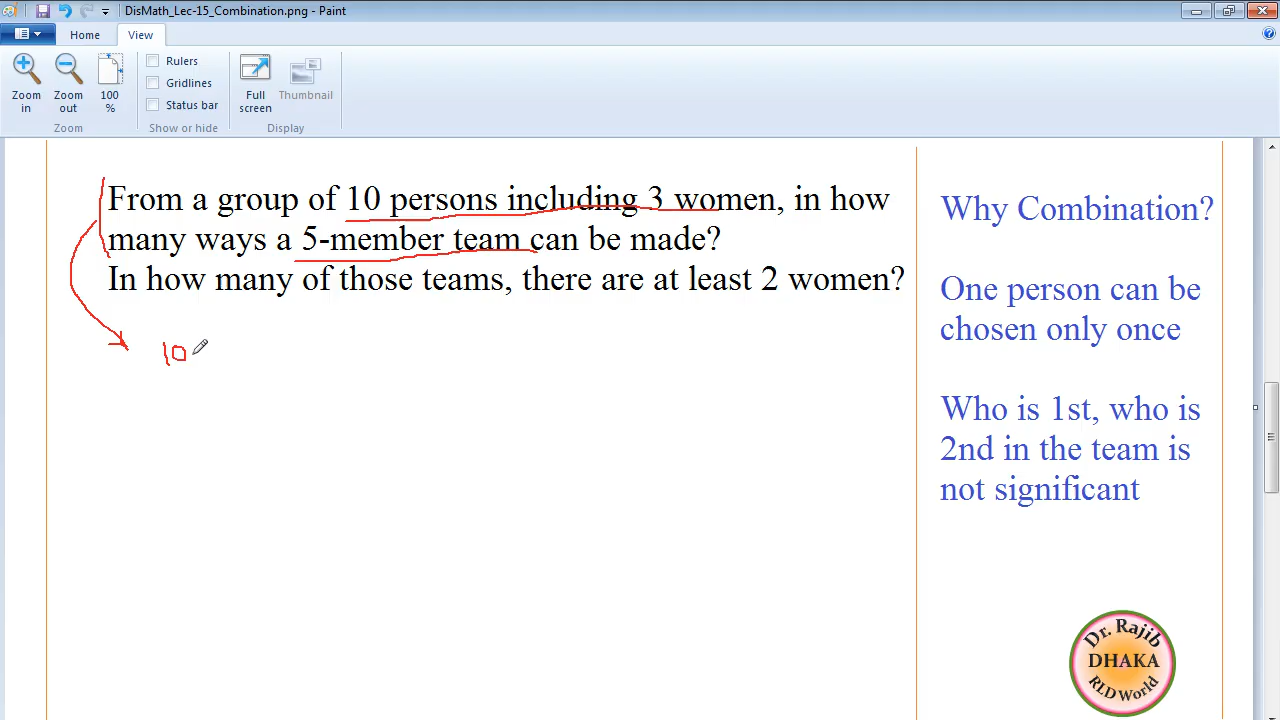 DisMath_Lec-15_Combination.png - Paint
Home
View
Zoom in
Zoom out
100 %
Rulers
Gridlines
Status bar
Full screen
Thumbnail
Zoom
Show or hide
Display
From a group of 10 persons including 3 women, in how
many ways a 5-member team can be made?
In how many of those teams, there are at least 2 women?
10
Why Combination?
One person can be
chosen only once
Who is 1st, who is
2nd in the team is
not significant
Dr. Rajib
DHAKA
RLD World